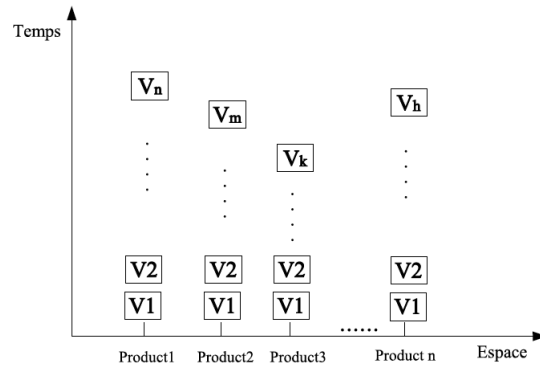 Temps
Vn
Vm
Vh
Vk
V2 V2 V2 V2
V1 V1 V1 V1
......
Product1 Product2 Product3 Product n
Espace